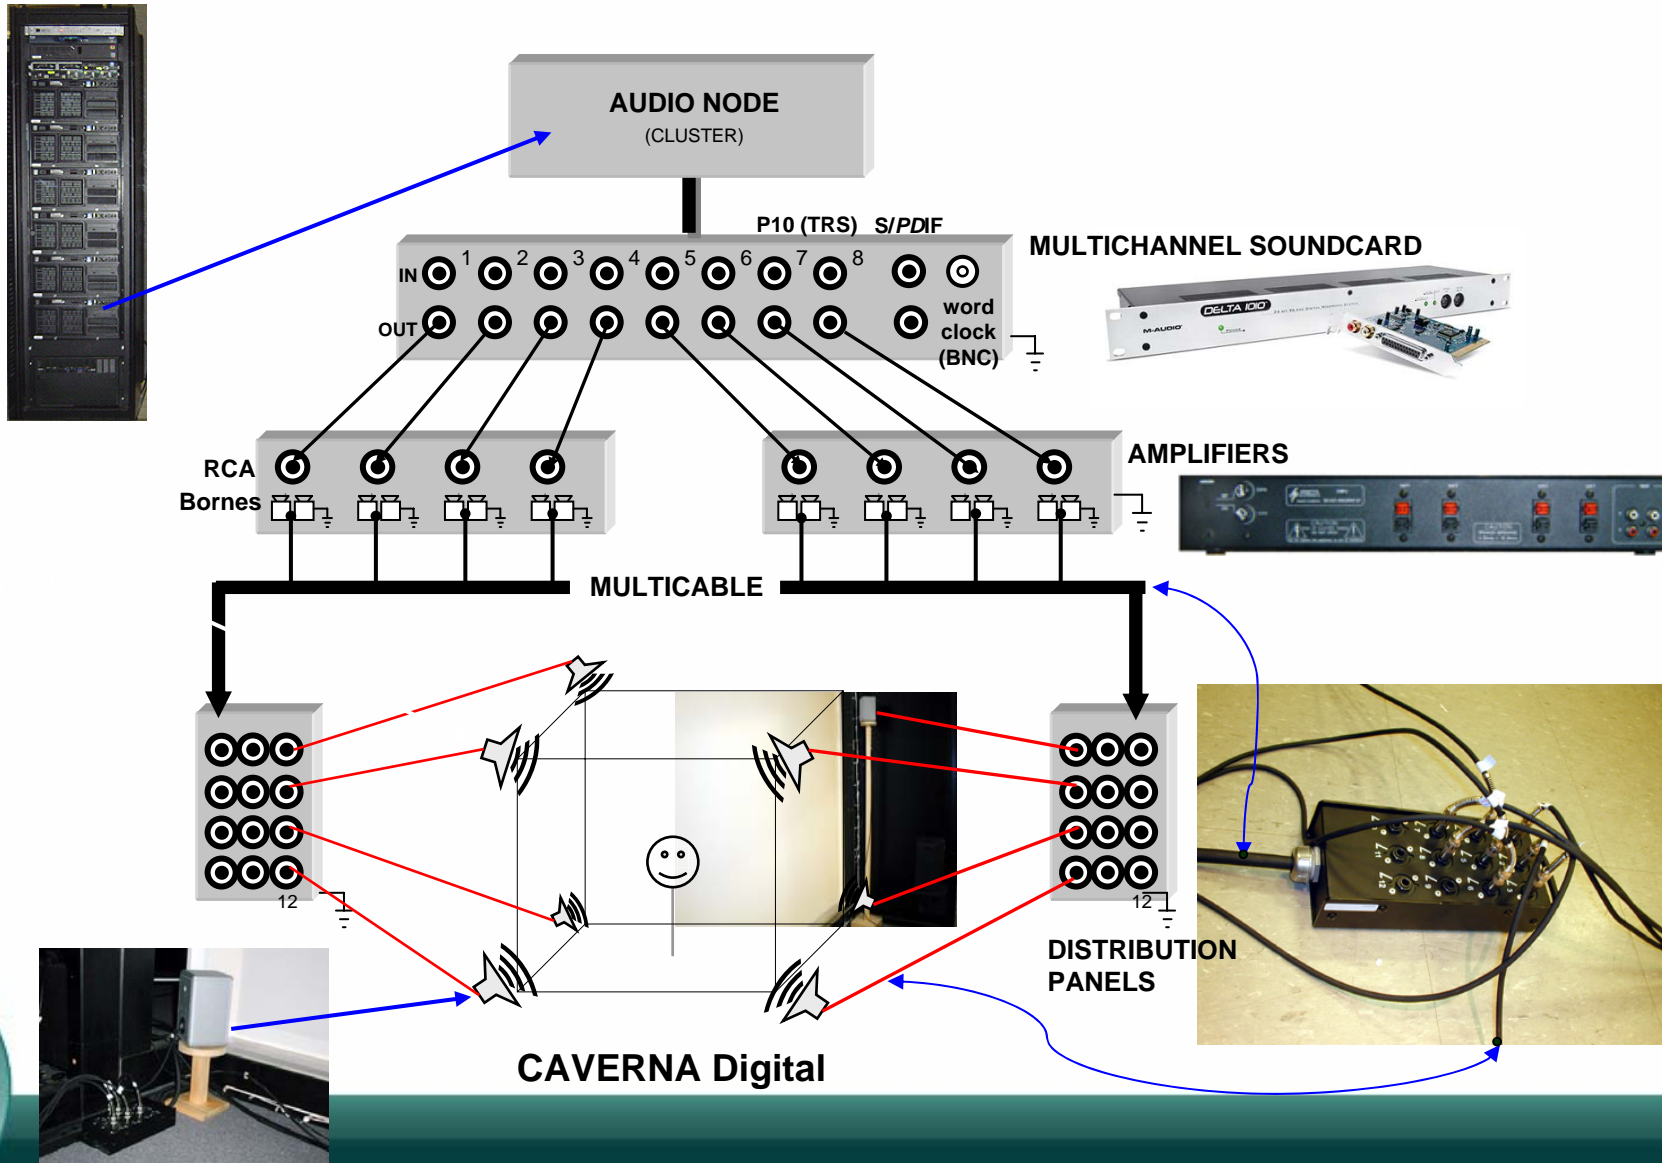 AUDIO NODE
(CLUSTER)
P10 (TRS) S/PDIF
MULTICHANNEL SOUNDCARD
IN 1 2 3 4 5 6 7 8
OUT
word
clock
(BNC)
DELTA 1010
M-AUDIO
RCA
Bornes
AMPLIFIERS
MULTICABLE
12
12
DISTRIBUTION
PANELS
CAVERNA Digital